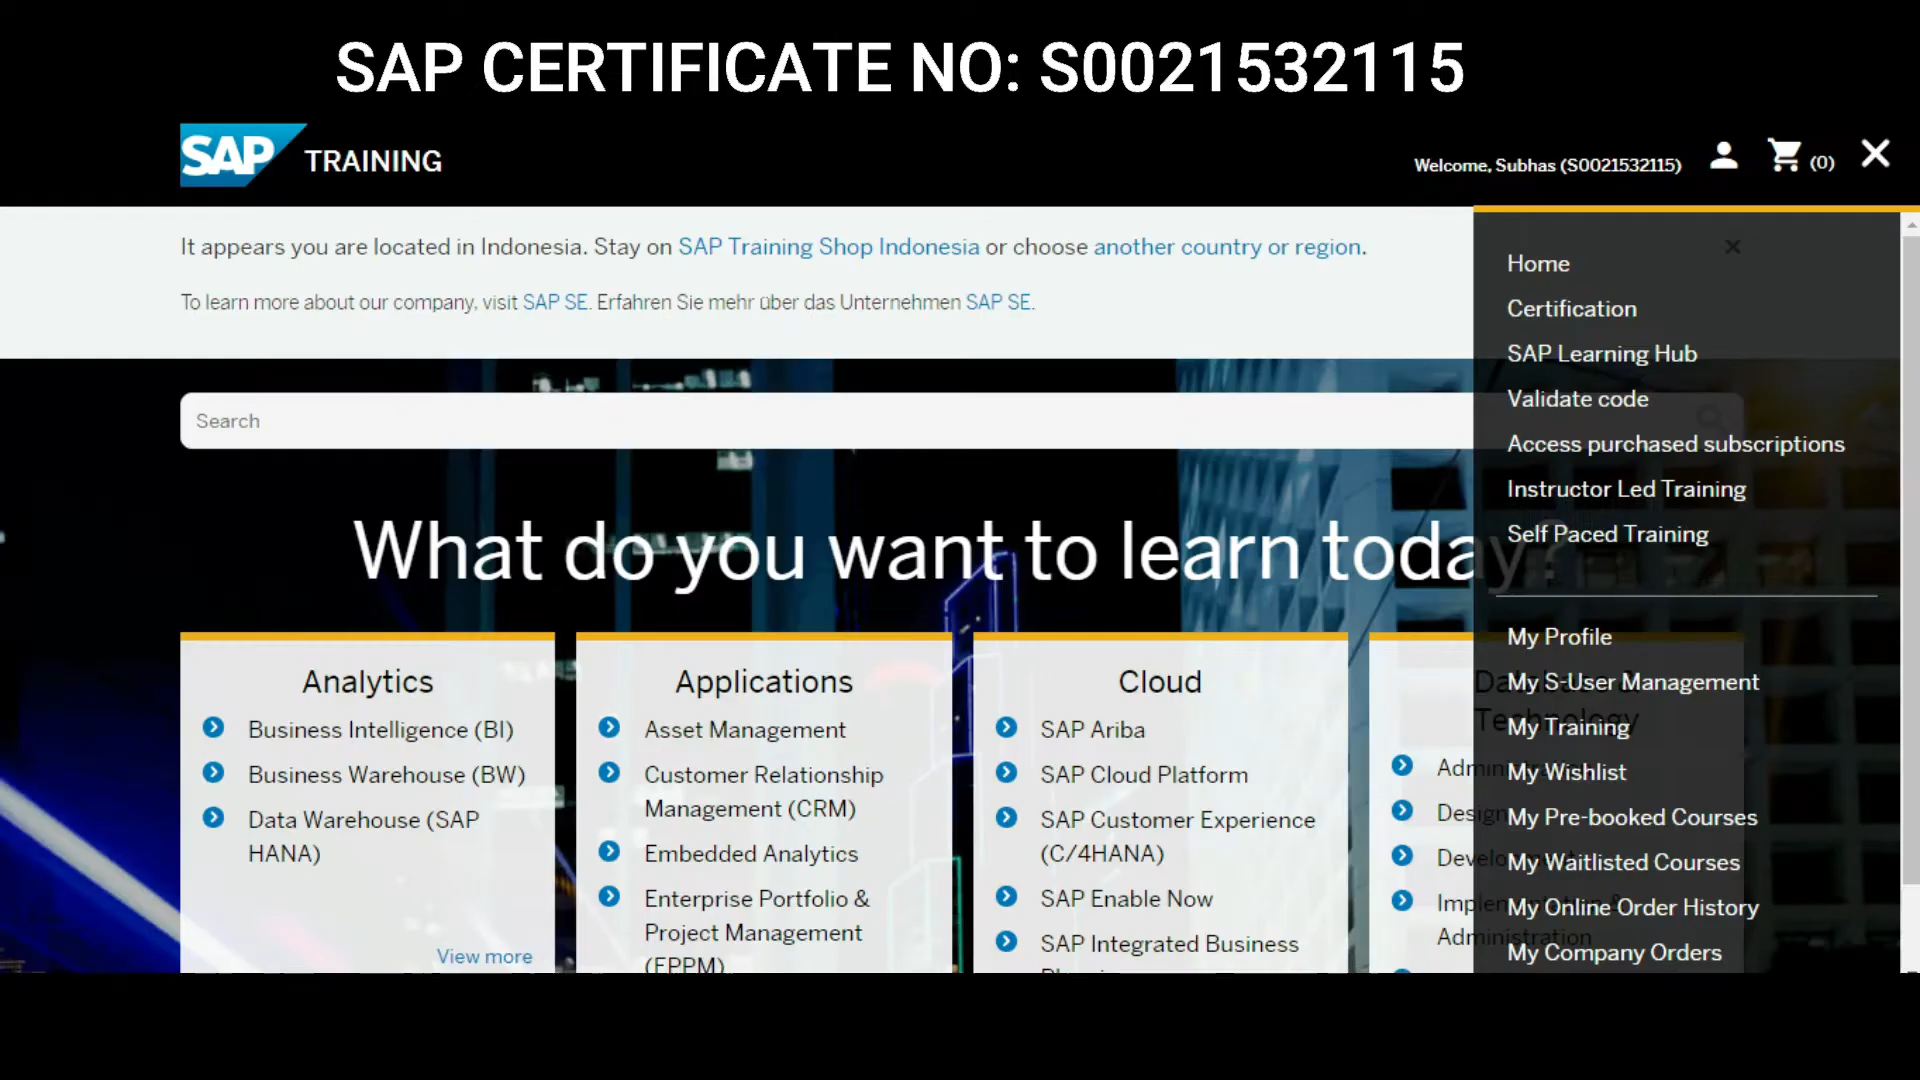 SAP CERTIFICATE NO: S0021532115
SAP TRAINING
Welcome, Subhas (S0021532115)
(0)
It appears you are located in Indonesia. Stay on SAP Training Shop Indonesia or choose another country or region.
To learn more about our company, visit SAP SE. Erfahren Sie mehr über das Unternehmen SAP SE.
Search
What do you want to learn today?
Analytics
Business Intelligence (BI)
Business Warehouse (BW)
Data Warehouse (SAP
HANA)
View more
Applications
Asset Management
Customer Relationship
Management (CRM)
Embedded Analytics
Enterprise Portfolio &
Project Management
(EPPM)
Cloud
SAP Ariba
SAP Cloud Platform
SAP Customer Experience
(C/4HANA)
SAP Enable Now
SAP Integrated Business
Technology
Administration
Home
Certification
SAP Learning Hub
Validate code
Access purchased subscriptions
Instructor Led Training
Self Paced Training
My Profile
My S-User Management
My Training
My Wishlist
My Pre-booked Courses
My Waitlisted Courses
My Online Order History
My Company Orders